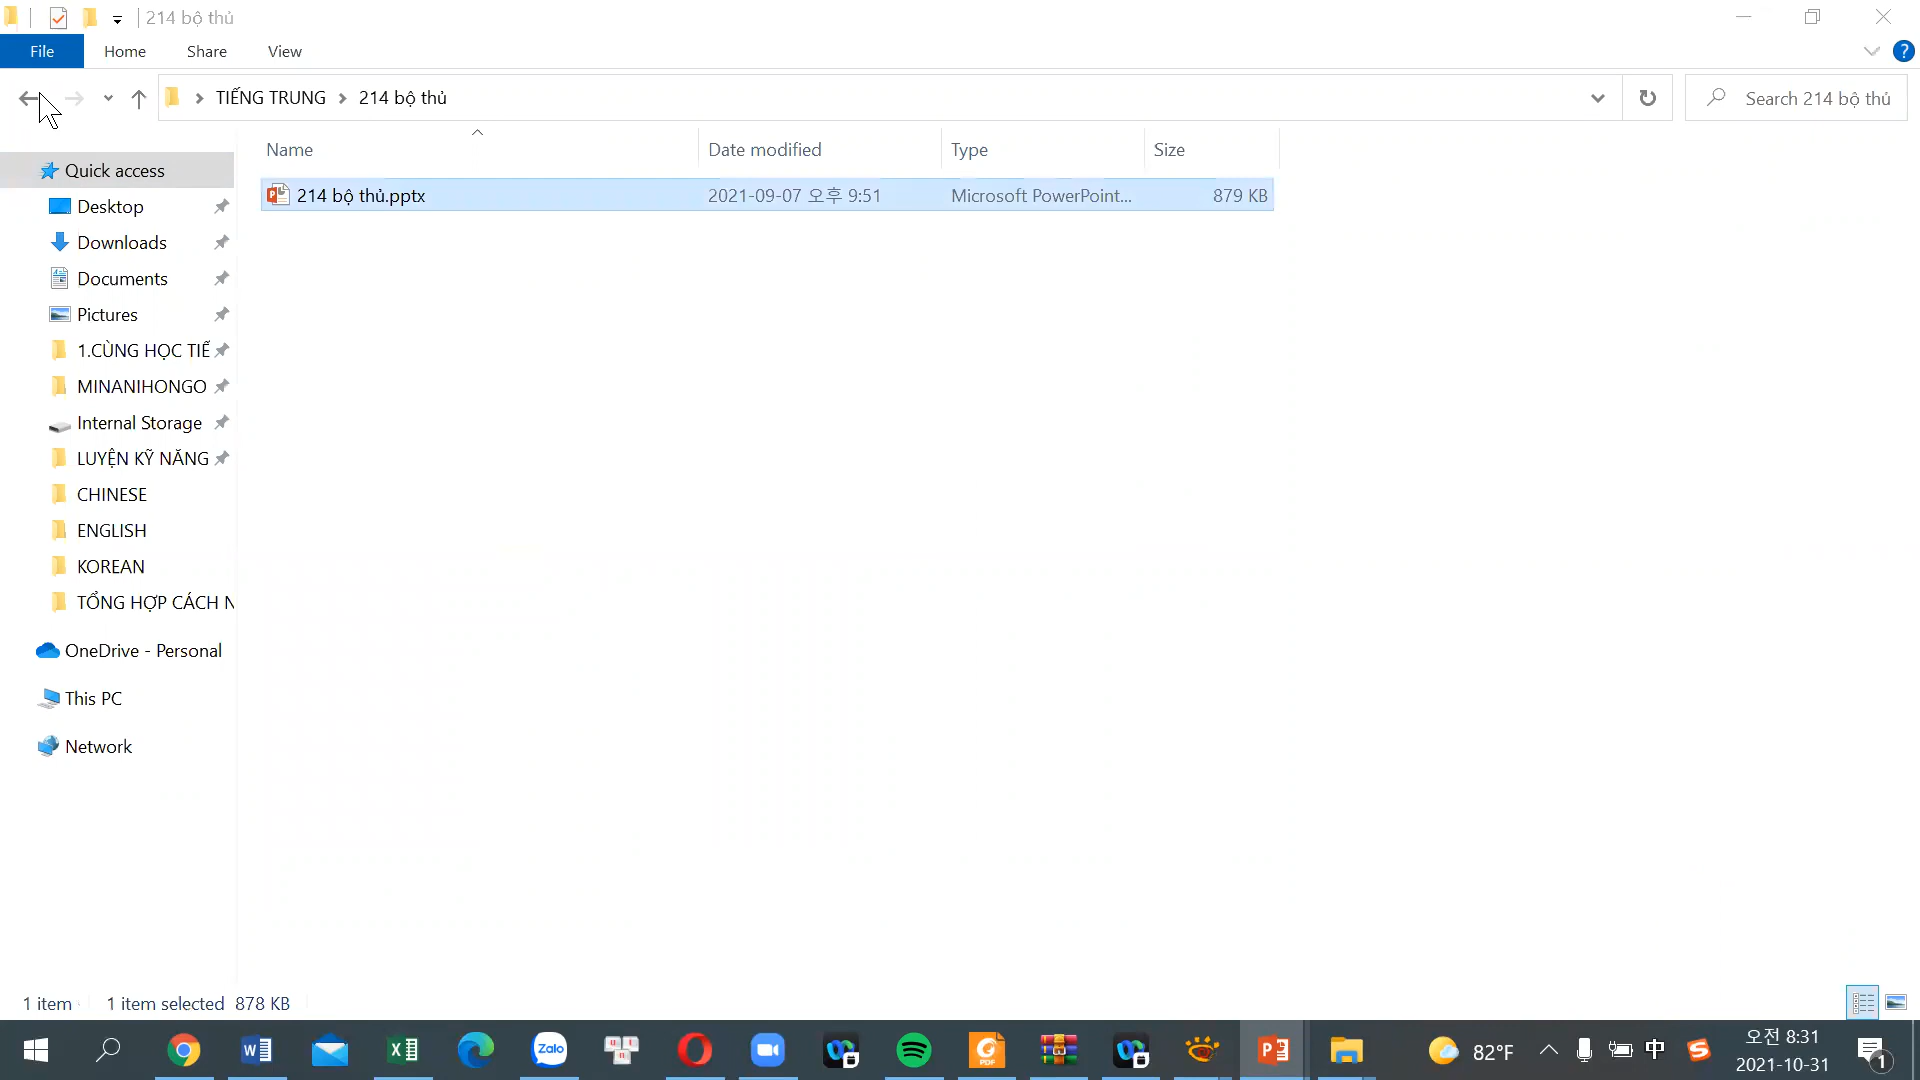 214 bộ thủ
File Home Share View
TIẾNG TRUNG 214 bộ thủ
Search 214 bộ thủ
Name Date modified Type Size
214 bộ thủ.pptx 2021-09-07 오후 9:51 Microsoft PowerPoint... 879 KB
Quick access
Desktop
Downloads
Documents
Pictures
1.CÙNG HỌC TIẾ
MINANIHONGO
Internal Storage
LUYỆN KỸ NĂNG
CHINESE
ENGLISH
KOREAN
TỔNG HỢP CÁCH N
OneDrive - Personal
This PC
Network
1 item 1 item selected 878 KB
Zalo
82°F
中
오전 8:31
2021-10-31
1